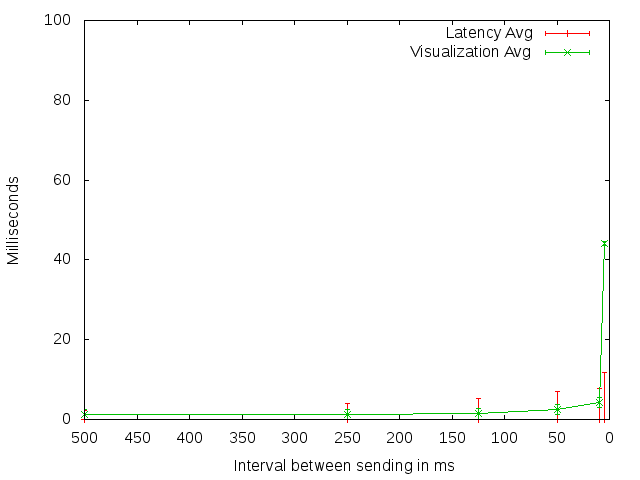 100
80
60
40
20
0
Milliseconds
Latency Avg
Visualization Avg
500 450 400 350 300 250 200 150 100 50 0
Interval between sending in ms